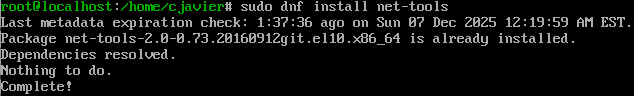 root@localhost:/home/cjavier# sudo dnf install net-tools
Last metadata expiration check: 1:37:36 ago on Sun 07 Dec 2025 12:19:59 AM EST.
Package net-tools-2.0-0.73.20160912git.el10.x86_64 is already installed.
Dependencies resolved.
Nothing to do.
Complete!